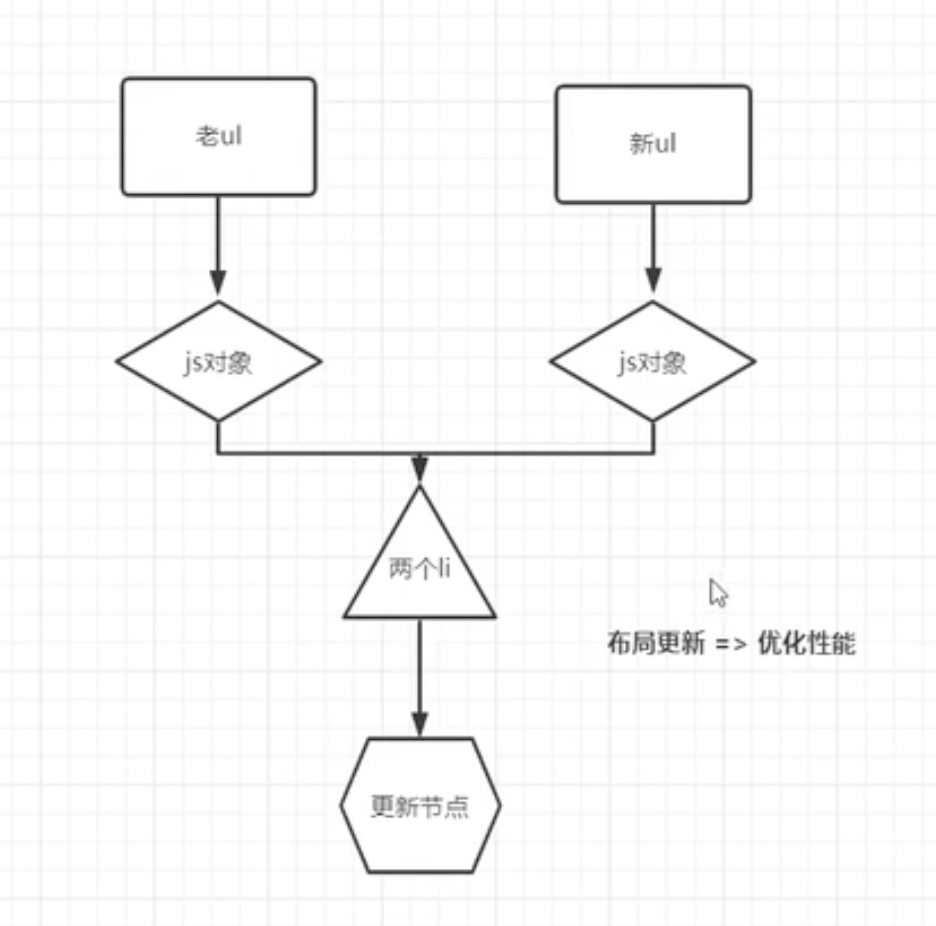 老ul
新ul
js对象
js对象
两个li
布局更新 => 优化性能
更新节点